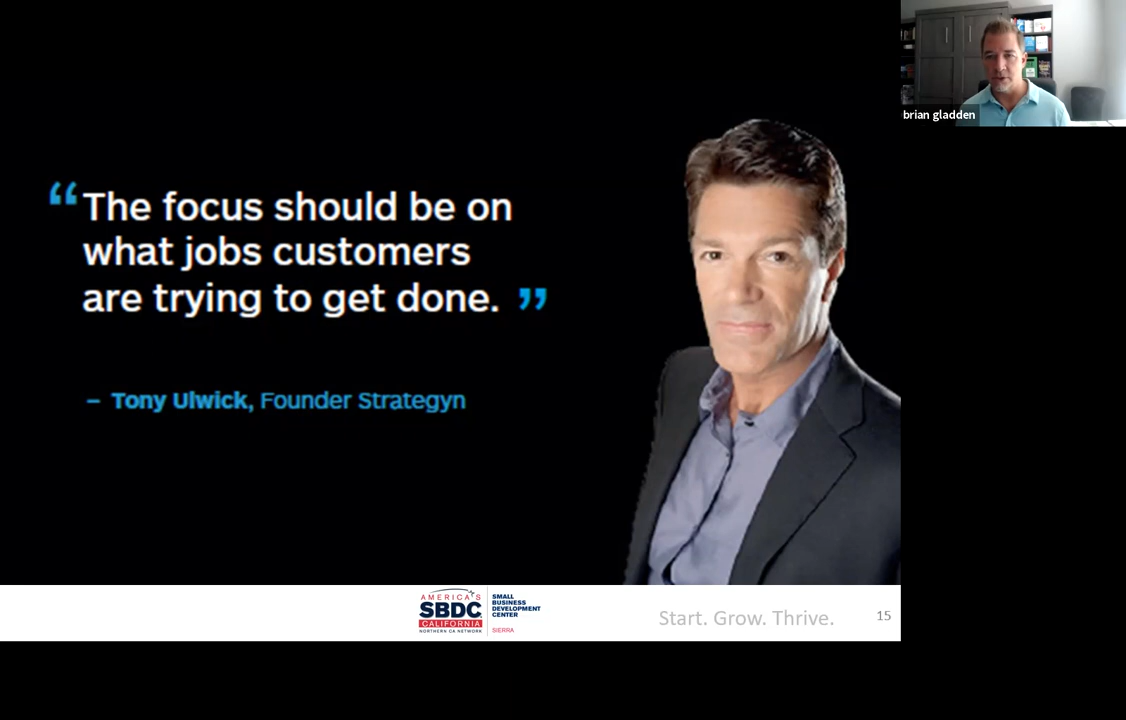 brian gladden
“The focus should be on
what jobs customers
are trying to get done.”
– Tony Ulwick, Founder Strategyn
AMERICA'S
SBDC
CALIFORNIA
NORTHERN CA NETWORK
SMALL
BUSINESS
DEVELOPMENT
CENTER
SIERRA
Start. Grow. Thrive.
15